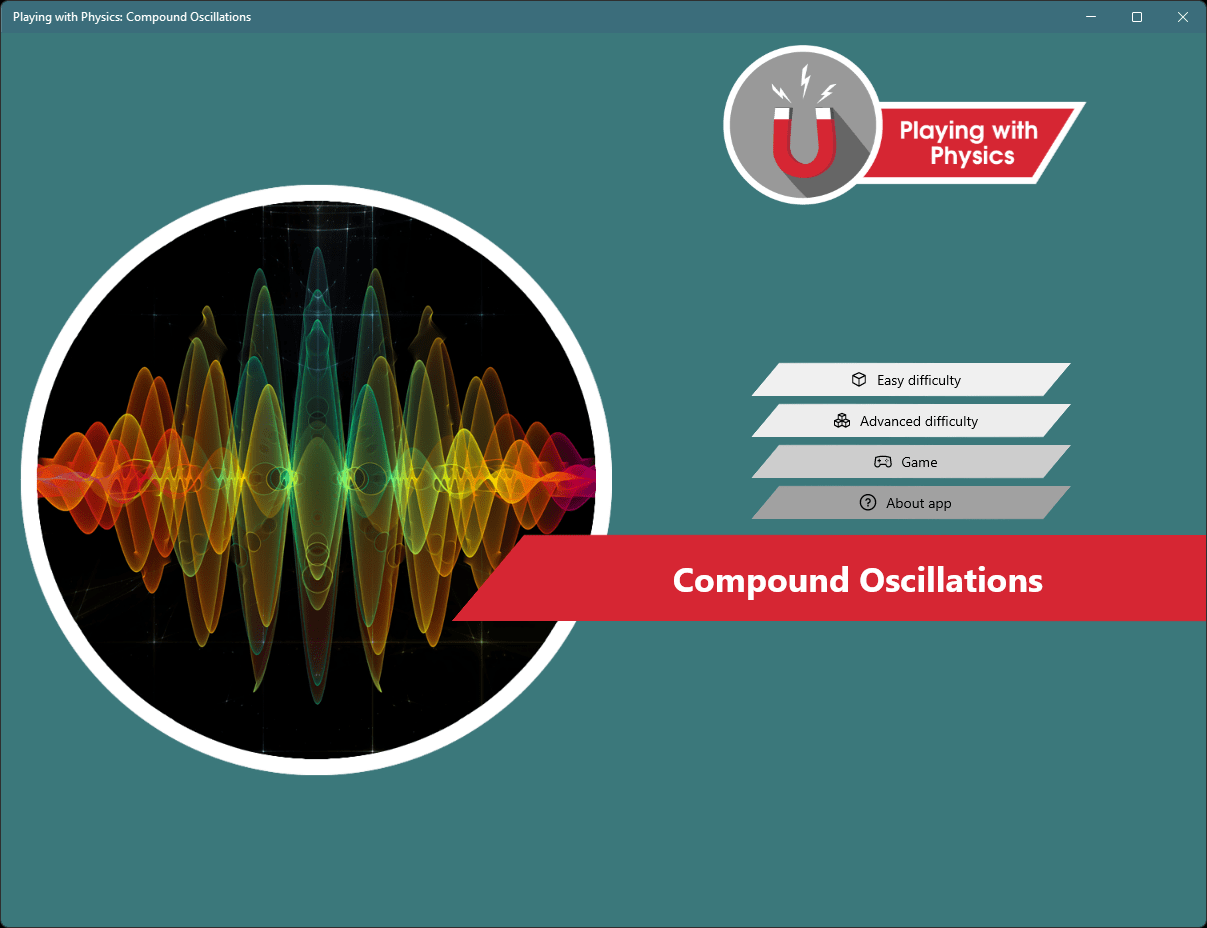 Playing with Physics: Compound Oscillations
Playing with
Physics
Easy difficulty
Advanced difficulty
Game
About app
Compound Oscillations